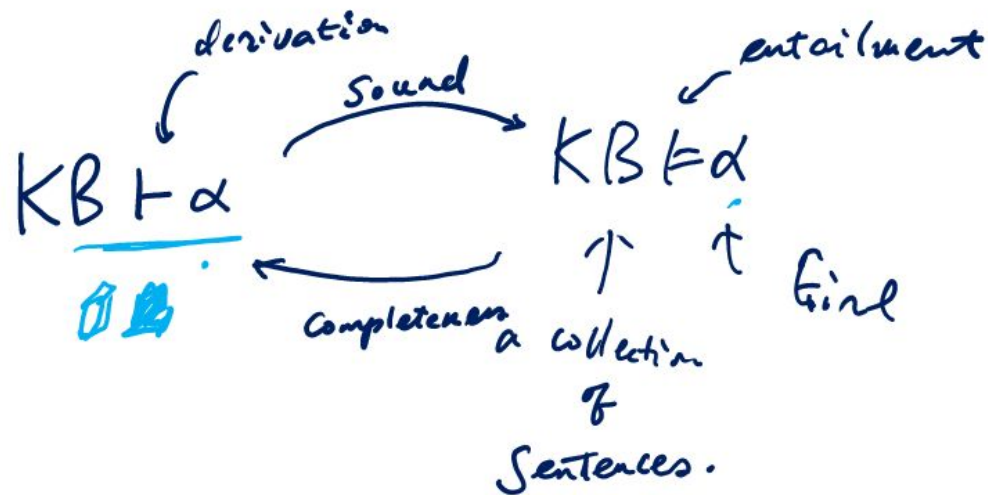 derivation
sound
entailment
KB ⊢ α
KB ⊨ α
completeness
a collection
of
sentences.